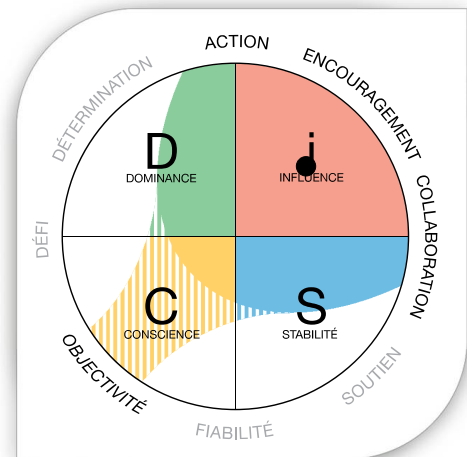 ACTION
ENCOURAGEMENT
DÉTERMINATION
D
DOMINANCE
i
INFLUENCE
COLLABORATION
DÉFI
C
CONSCIENCE
S
STABILITÉ
OBJECTIVITÉ
SOUTIEN
FIABILITÉ